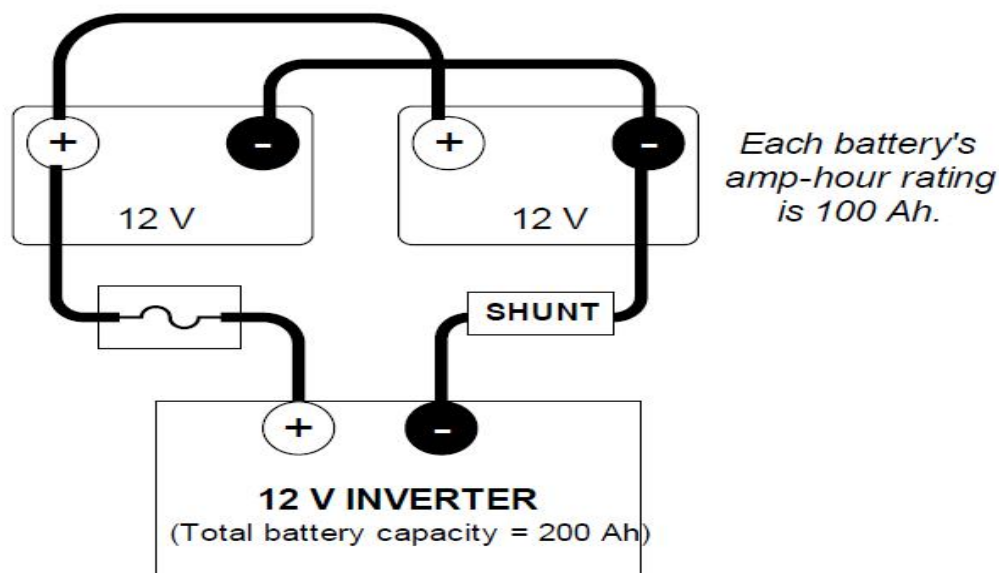 +
-
+
-
12 V
12 V
Each battery's
amp-hour rating
is 100 Ah.
SHUNT
+
-
12 V INVERTER
(Total battery capacity = 200 Ah)